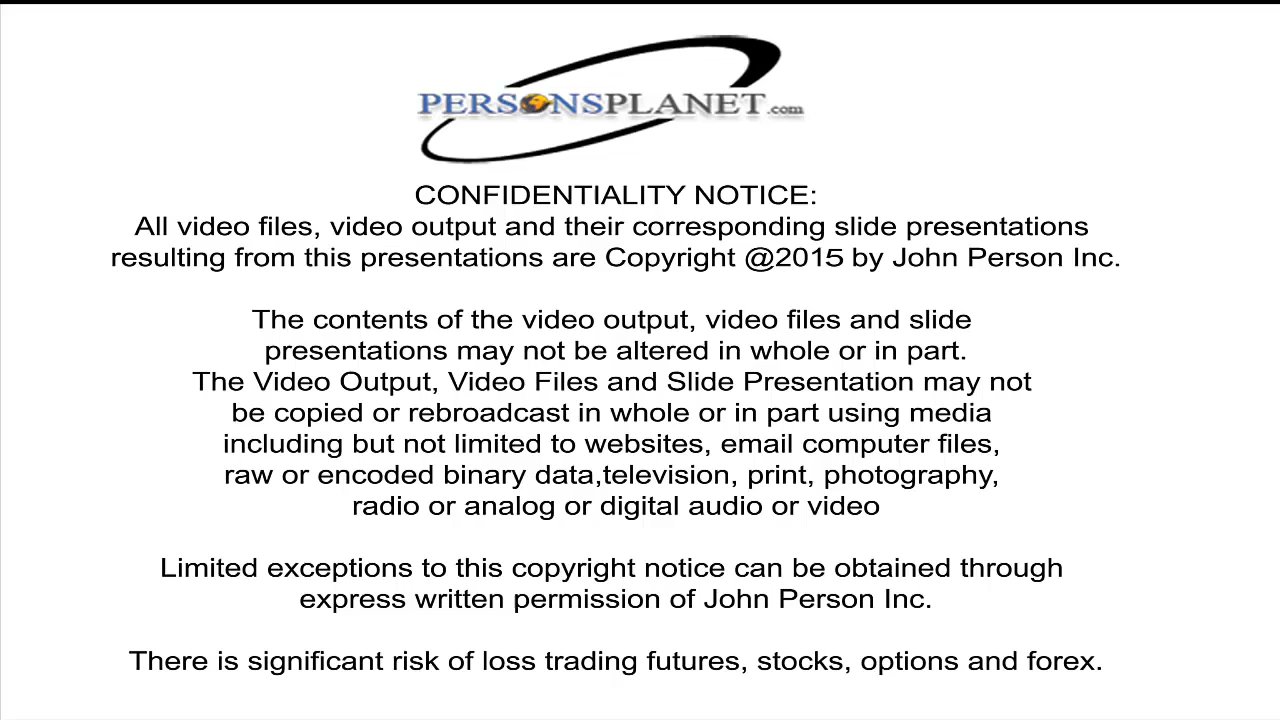 PERSONSPLANET.com
CONFIDENTIALITY NOTICE:
All video files, video output and their corresponding slide presentations
resulting from this presentations are Copyright @2015 by John Person Inc.
The contents of the video output, video files and slide
presentations may not be altered in whole or in part.
The Video Output, Video Files and Slide Presentation may not
be copied or rebroadcast in whole or in part using media
including but not limited to websites, email computer files,
raw or encoded binary data,television, print, photography,
radio or analog or digital audio or video
Limited exceptions to this copyright notice can be obtained through
express written permission of John Person Inc.
There is significant risk of loss trading futures, stocks, options and forex.